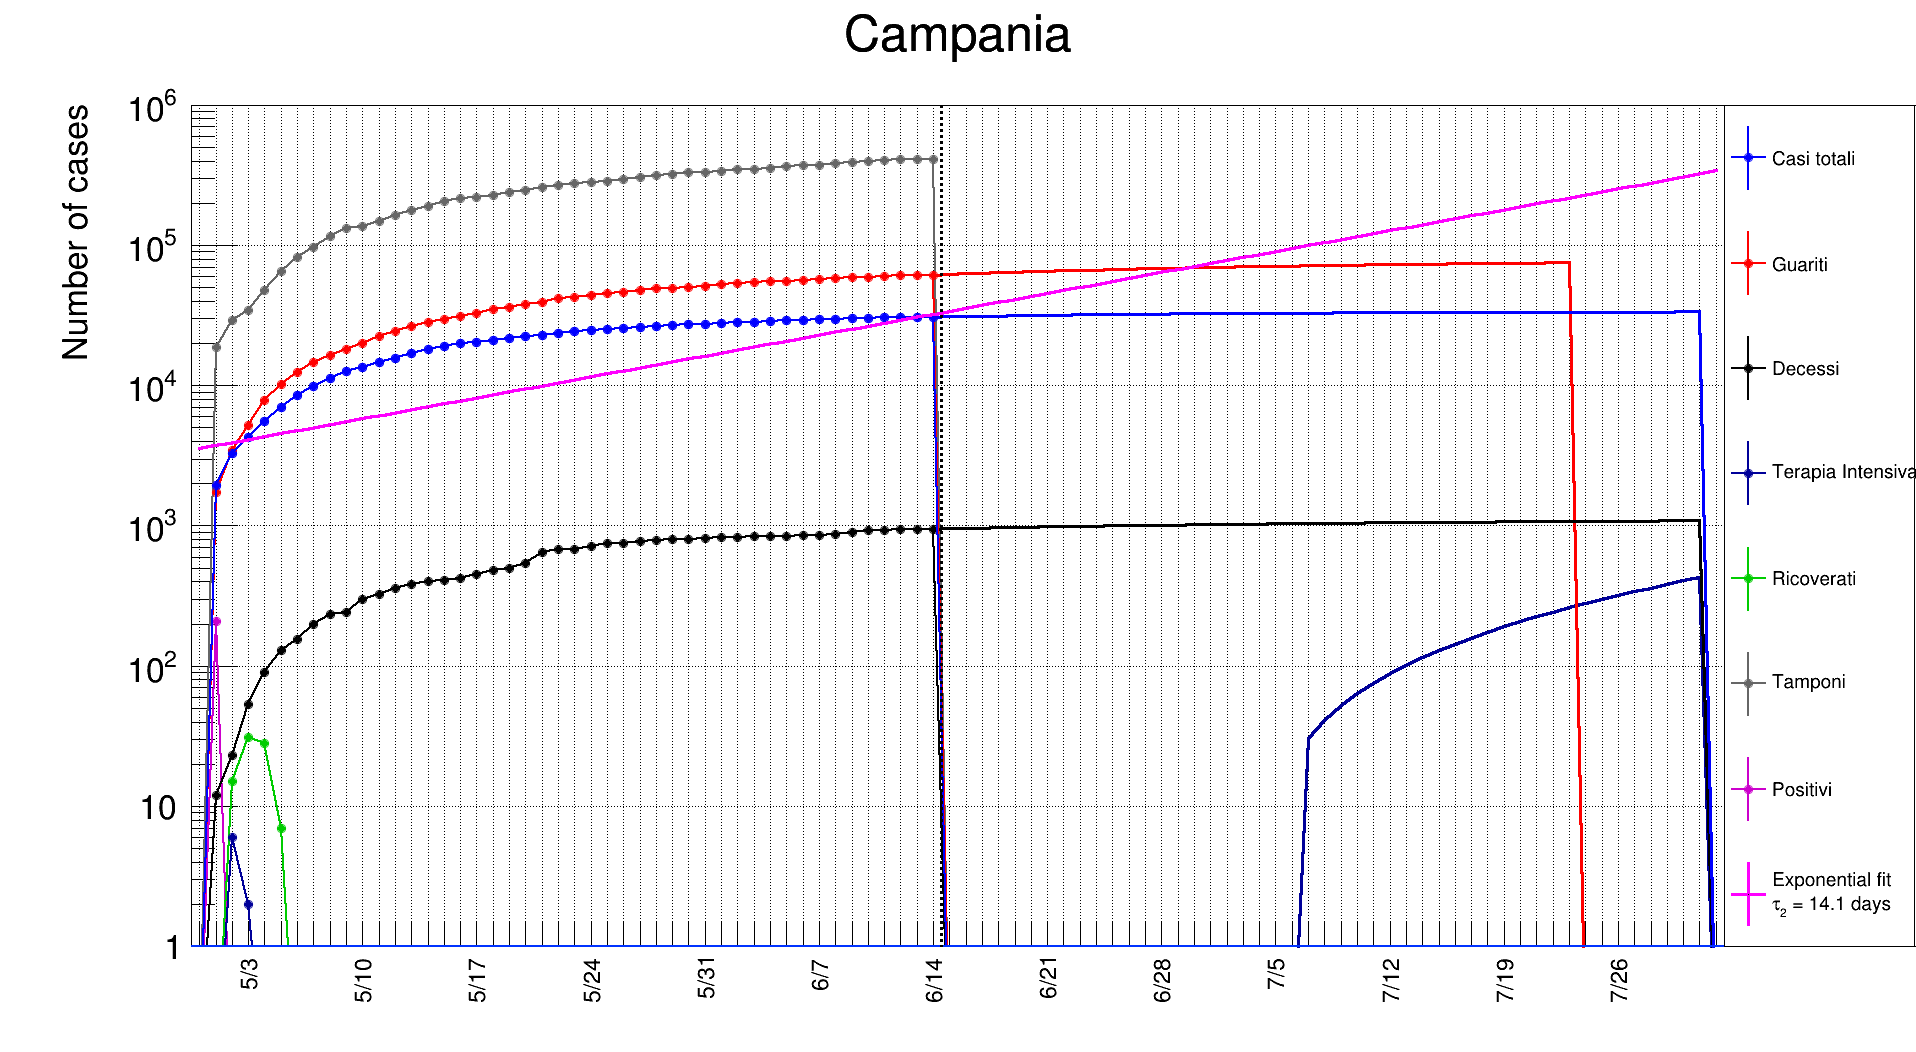 Campania
Number of cases
10^6
10^5
10^4
10^3
10^2
10
1
5/3
5/10
5/17
5/24
5/31
6/7
6/14
6/21
6/28
7/5
7/12
7/19
7/26
Casi totali
Guariti
Decessi
Terapia Intensiva
Ricoverati
Tamponi
Positivi
Exponential fit
τ₂ = 14.1 days